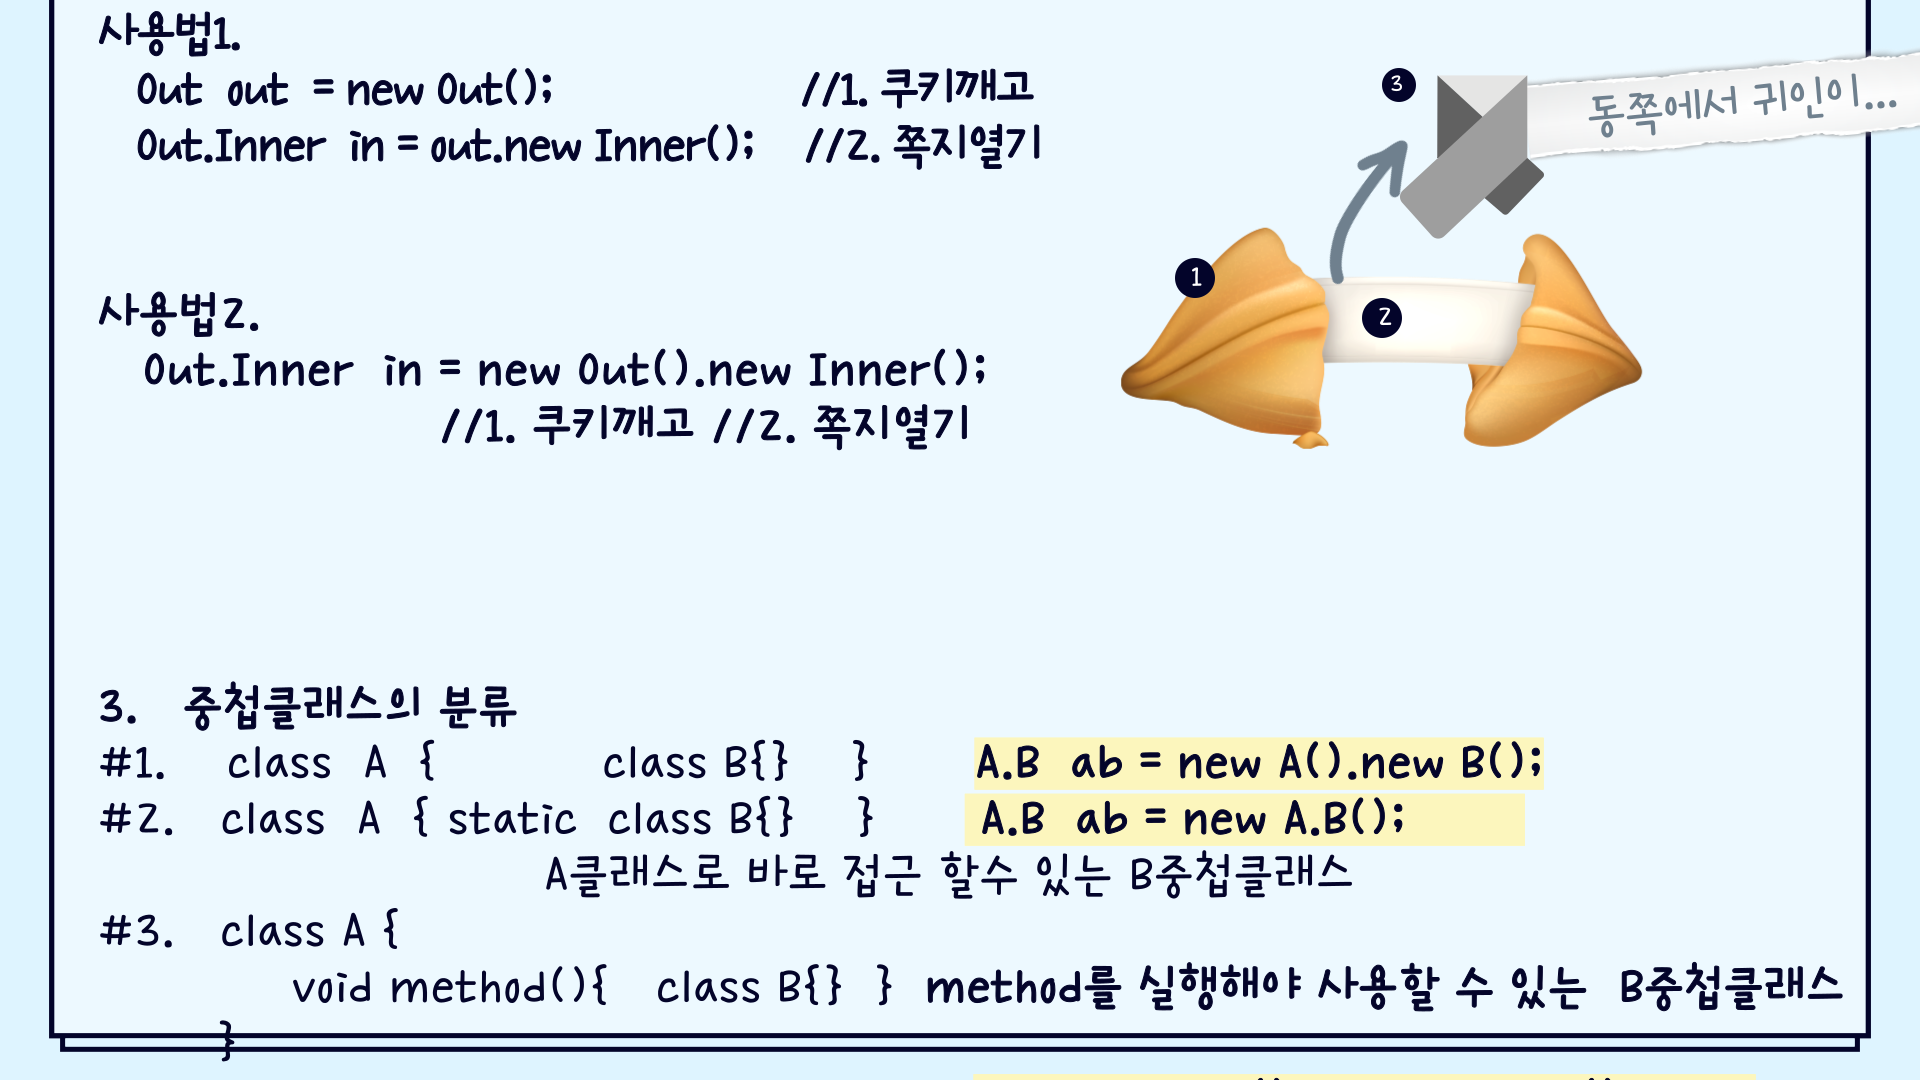 사용법1.
Out out = new Out(); //1. 쿠키깨고
Out.Inner in = out.new Inner(); //2. 쪽지열기
3
동쪽에서 귀인이...
1
2
사용법2.
Out.Inner in = new Out().new Inner();
//1. 쿠키깨고 //2. 쪽지열기
3. 중첩클래스의 분류
#1. class A { class B{} } A.B ab = new A().new B();
#2. class A { static class B{} } A.B ab = new A.B();
A클래스로 바로 접근 할수 있는 B중첩클래스
#3. class A {
void method(){ class B{} } method를 실행해야 사용할 수 있는 B중첩클래스
}